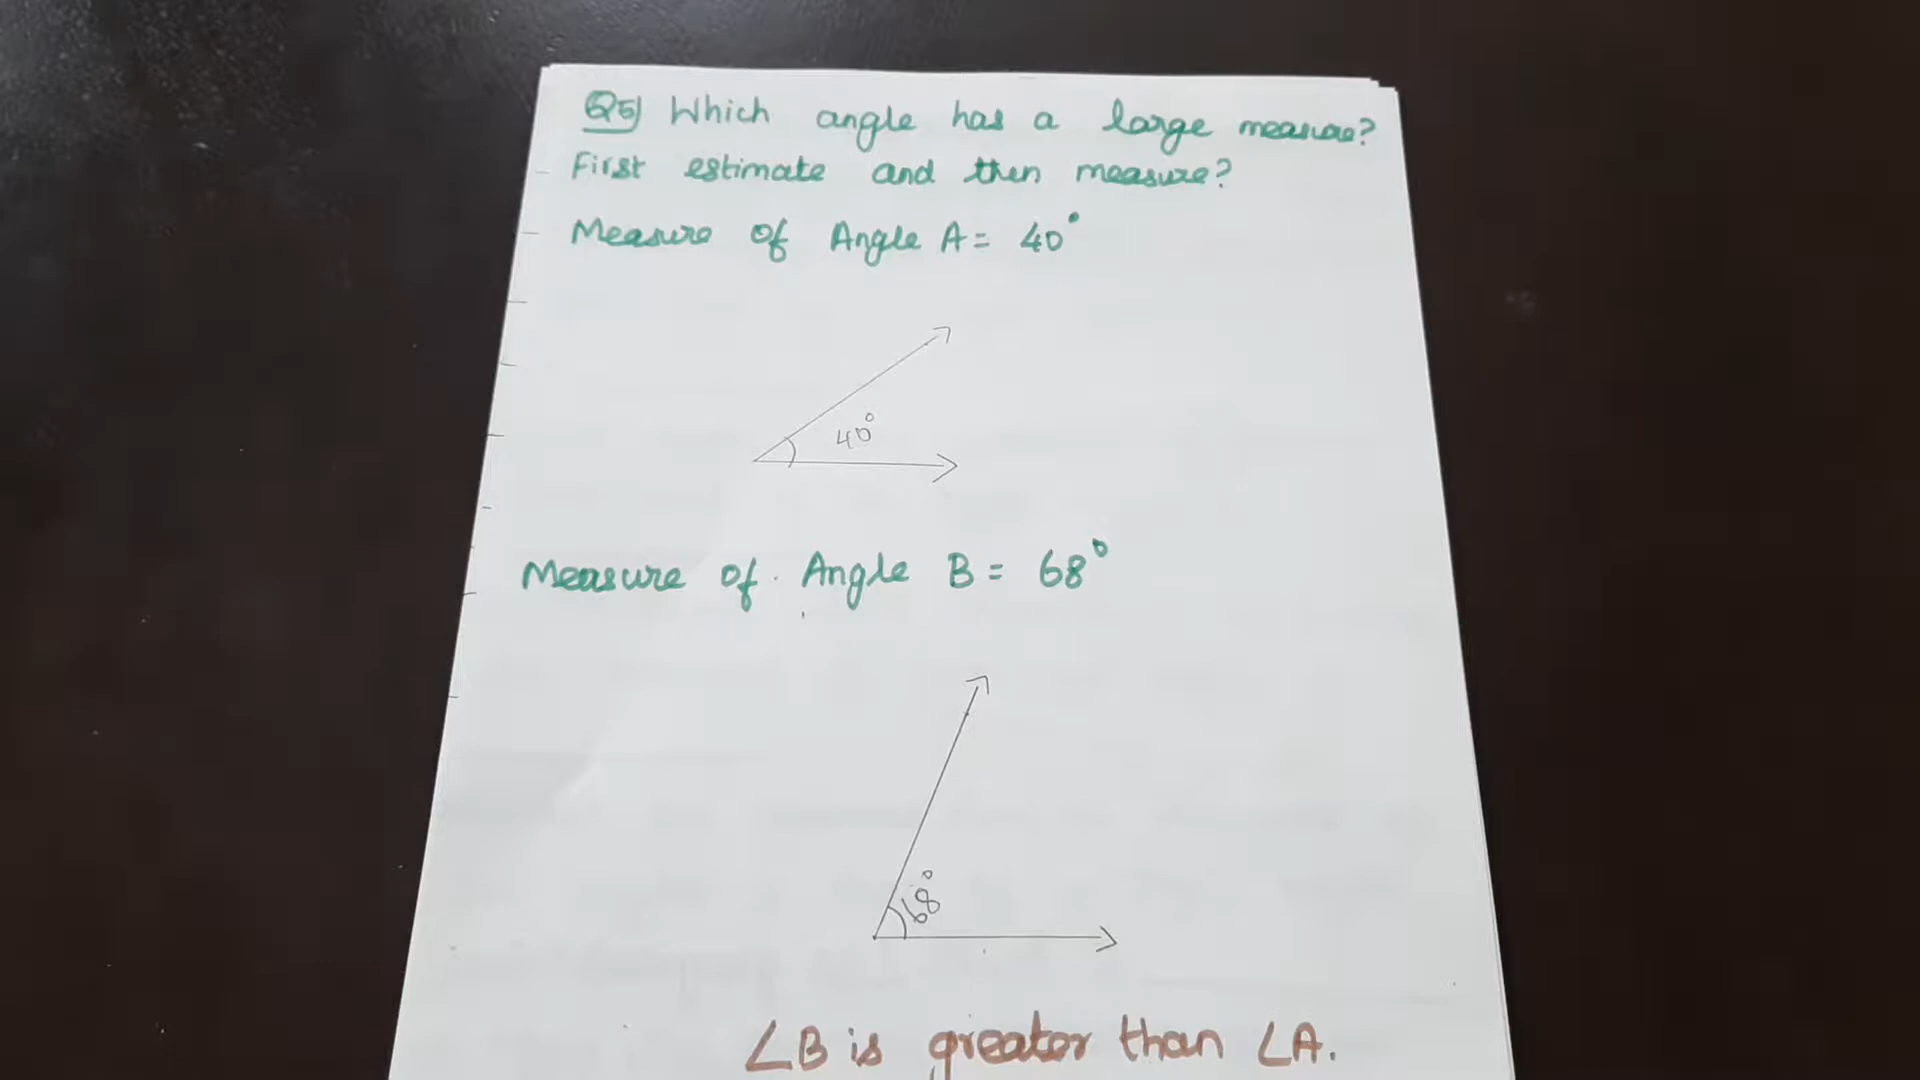 Q5) Which angle has a large measure?
First estimate and then measure?
Measure of Angle A = 40°
40°
Measure of Angle B = 68°
68°
∠B is greater than ∠A.